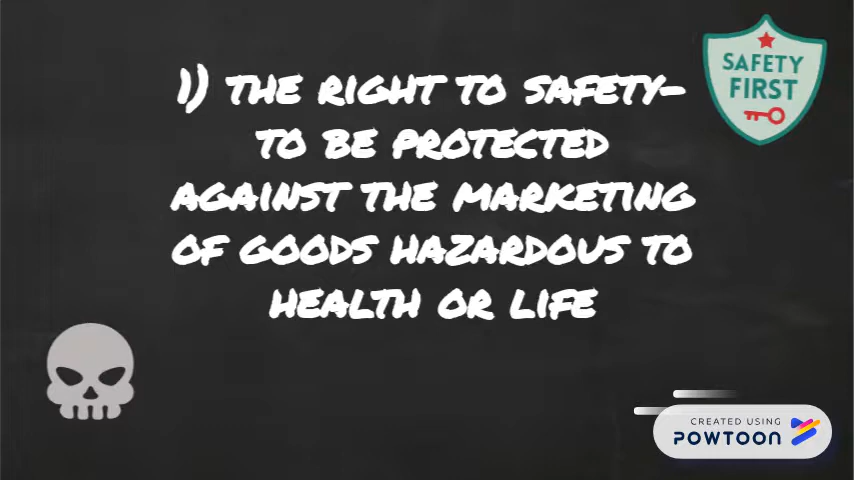 1) THE RIGHT TO SAFETY-
TO BE PROTECTED
AGAINST THE MARKETING
OF GOODS HAZARDOUS TO
HEALTH OR LIFE
SAFETY
FIRST
CREATED USING
POWTOON